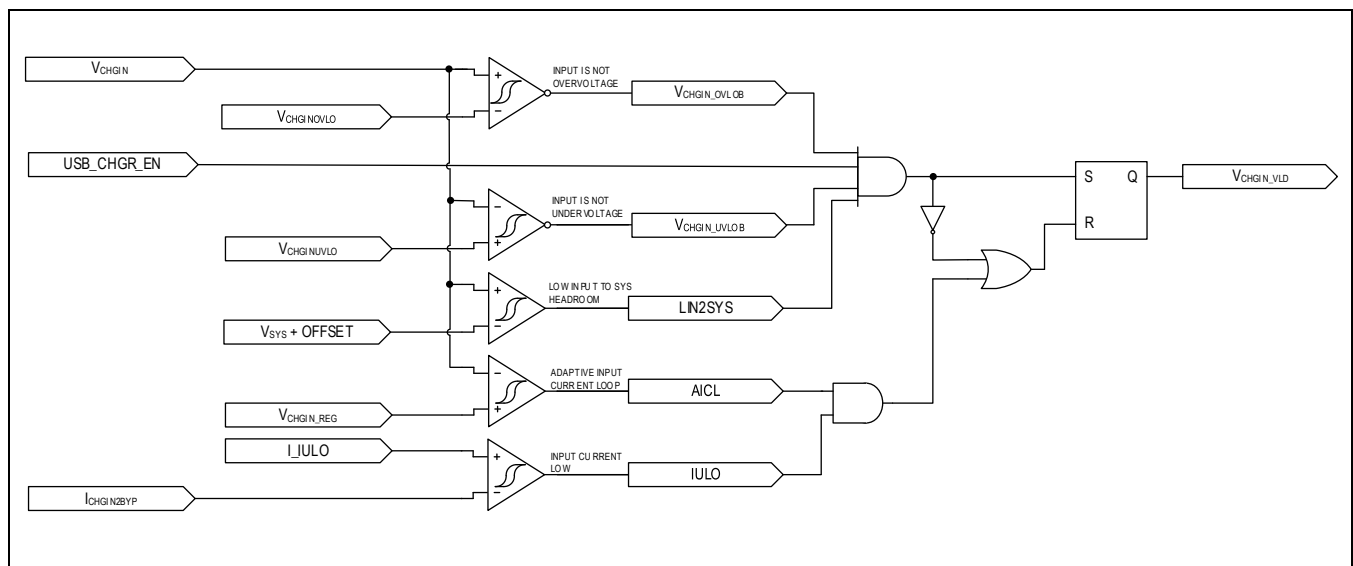 VCHGIN
INPUT IS NOT
OVERVOLTAGE
VCHGIN_OVLOB
VCHGINOVLO
USB_CHGR_EN
S Q
VCHGIN_VLD
INPUT IS NOT
UNDERVOLTAGE
VCHGIN_UVLOB
R
VCHGINUVLO
LOW INPUT TO SYS
HEADROOM
LIN2SYS
VSYS + OFFSET
ADAPTIVE INPUT
CURRENT LOOP
AICL
VCHGIN_REG
I_IULO
INPUT CURRENT
LOW
IULO
ICHGIN2BYP
+
−
−
+
+
−
−
+
+
−